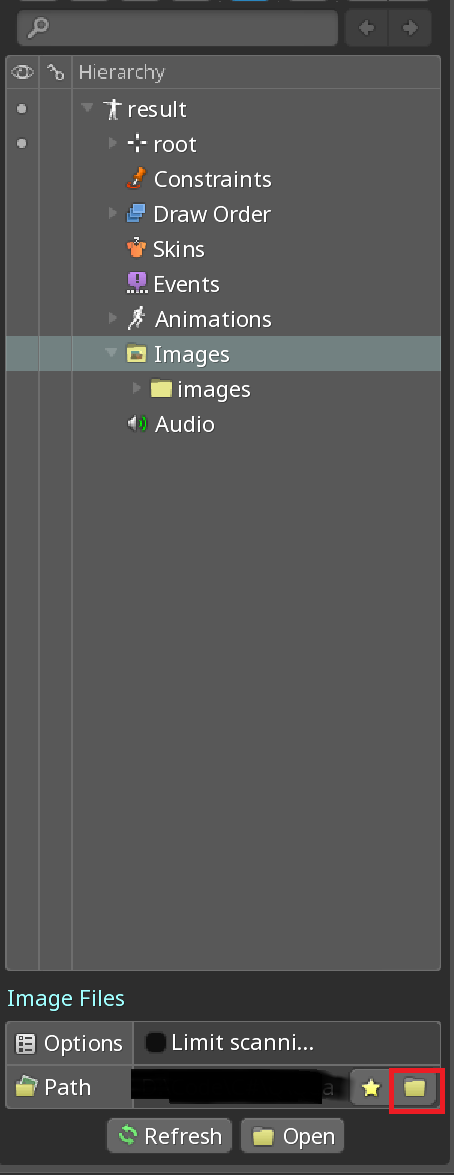 Hierarchy
result
root
Constraints
Draw Order
Skins
Events
Animations
Images
images
Audio
Image Files
Options Limit scanni...
Path
Refresh Open